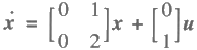 ẋ = [0 1; 0 2] x + [0; 1] u